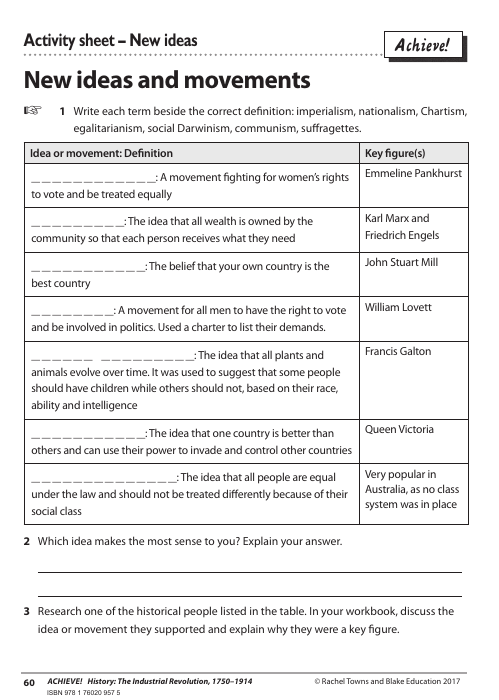 Activity sheet – New ideas
Achieve!
New ideas and movements
1 Write each term beside the correct definition: imperialism, nationalism, Chartism,
egalitarianism, social Darwinism, communism, suffragettes.
Idea or movement: Definition
Key figure(s)
_ _ _ _ _ _ _ _ _ _ _ _: A movement fighting for women's rights
to vote and be treated equally
Emmeline Pankhurst
_ _ _ _ _ _ _ _ _: The idea that all wealth is owned by the
community so that each person receives what they need
Karl Marx and
Friedrich Engels
_ _ _ _ _ _ _ _ _ _ _: The belief that your own country is the
best country
John Stuart Mill
_ _ _ _ _ _ _ _: A movement for all men to have the right to vote
and be involved in politics. Used a charter to list their demands.
William Lovett
_ _ _ _ _ _ _ _ _ _ _ _ _ _ _: The idea that all plants and
animals evolve over time. It was used to suggest that some people
should have children while others should not, based on their race,
ability and intelligence
Francis Galton
_ _ _ _ _ _ _ _ _ _ _: The idea that one country is better than
others and can use their power to invade and control other countries
Queen Victoria
_ _ _ _ _ _ _ _ _ _ _ _ _ _: The idea that all people are equal
under the law and should not be treated differently because of their
social class
Very popular in
Australia, as no class
system was in place
2 Which idea makes the most sense to you? Explain your answer.
3 Research one of the historical people listed in the table. In your workbook, discuss the
idea or movement they supported and explain why they were a key figure.
60 ACHIEVE! History: The Industrial Revolution, 1750–1914
© Rachel Towns and Blake Education 2017
ISBN 978 1 76020 957 5